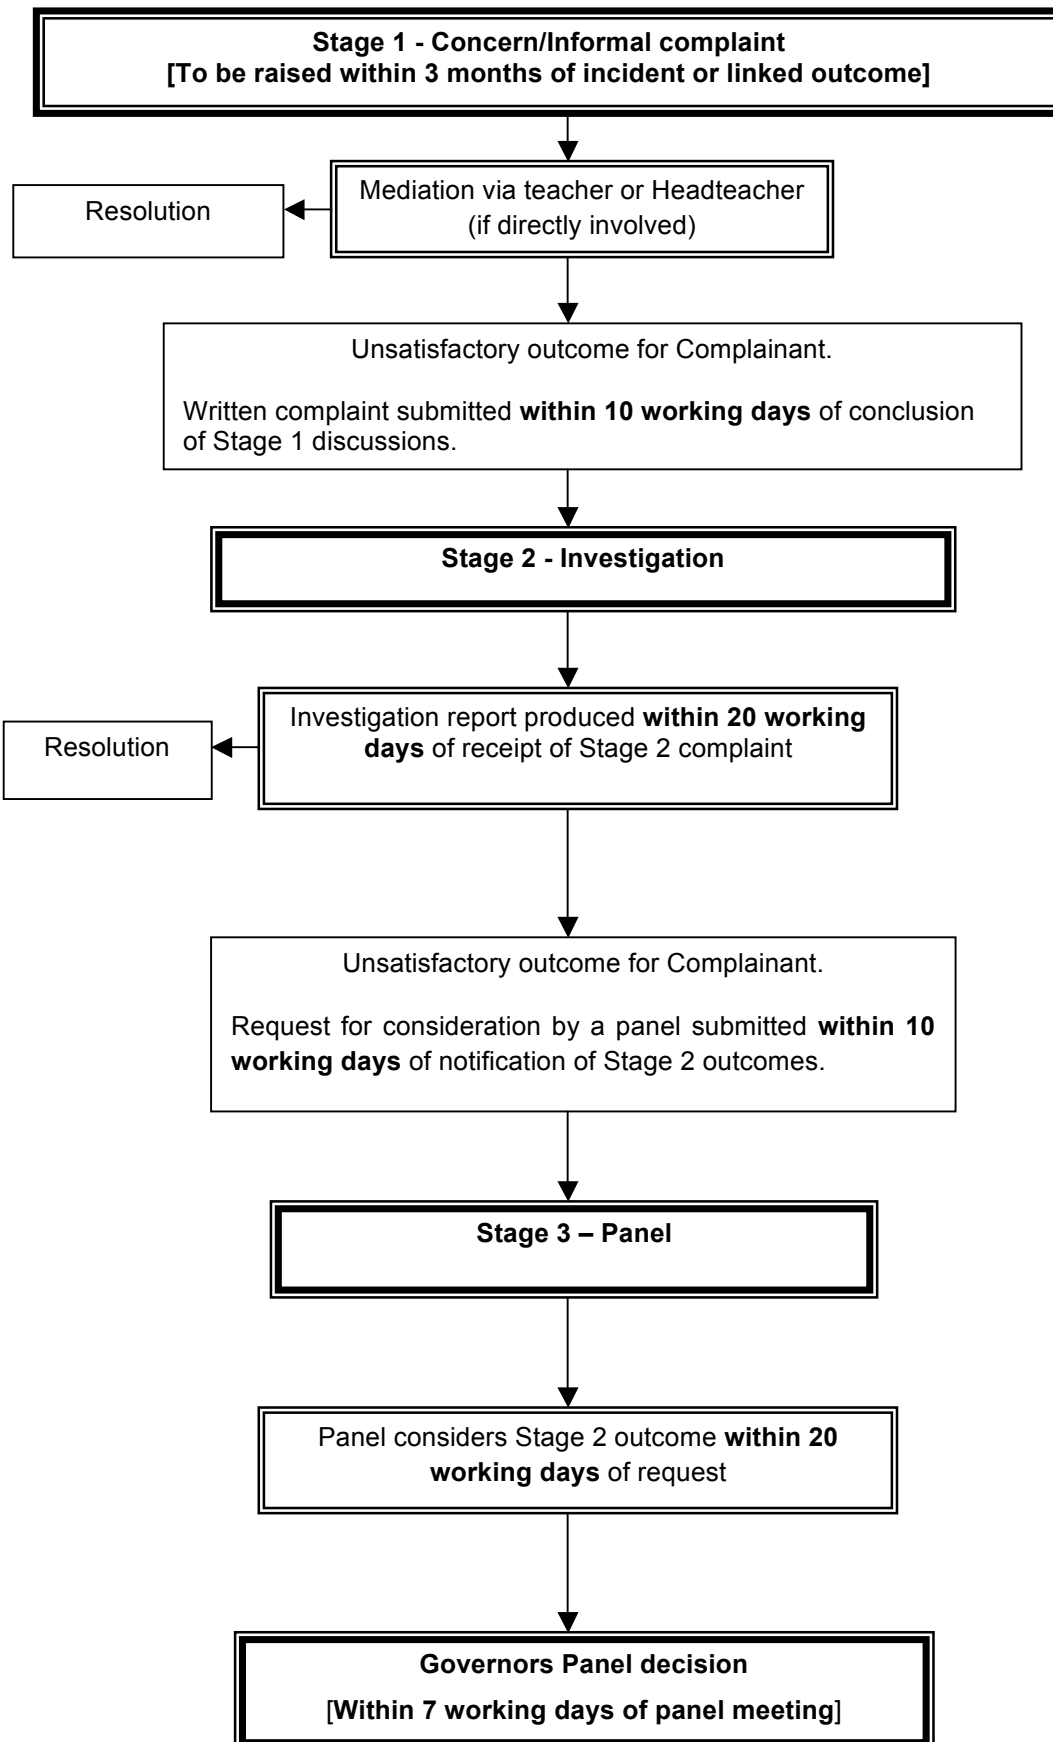 Stage 1 - Concern/Informal complaint
[To be raised within 3 months of incident or linked outcome]
Mediation via teacher or Headteacher
(if directly involved)
Resolution
Unsatisfactory outcome for Complainant.
Written complaint submitted within 10 working days of conclusion
of Stage 1 discussions.
Stage 2 - Investigation
Investigation report produced within 20 working
days of receipt of Stage 2 complaint
Resolution
Unsatisfactory outcome for Complainant.
Request for consideration by a panel submitted within 10
working days of notification of Stage 2 outcomes.
Stage 3 – Panel
Panel considers Stage 2 outcome within 20
working days of request
Governors Panel decision
[Within 7 working days of panel meeting]